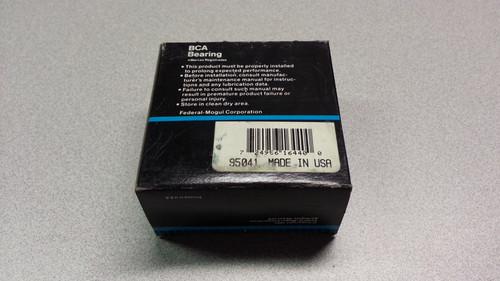 BCA
Bearing
• This product must be properly installed
to prolong expected performance.
• Before installation, consult manufac-
turer's maintenance manual for instruc-
tions and any lubrication data.
• Failure to consult such manual may
result in premature product failure or
personal injury.
• Store in clean dry area.
Federal-Mogul Corporation
7 24956 16440 0
95041 MADE IN USA